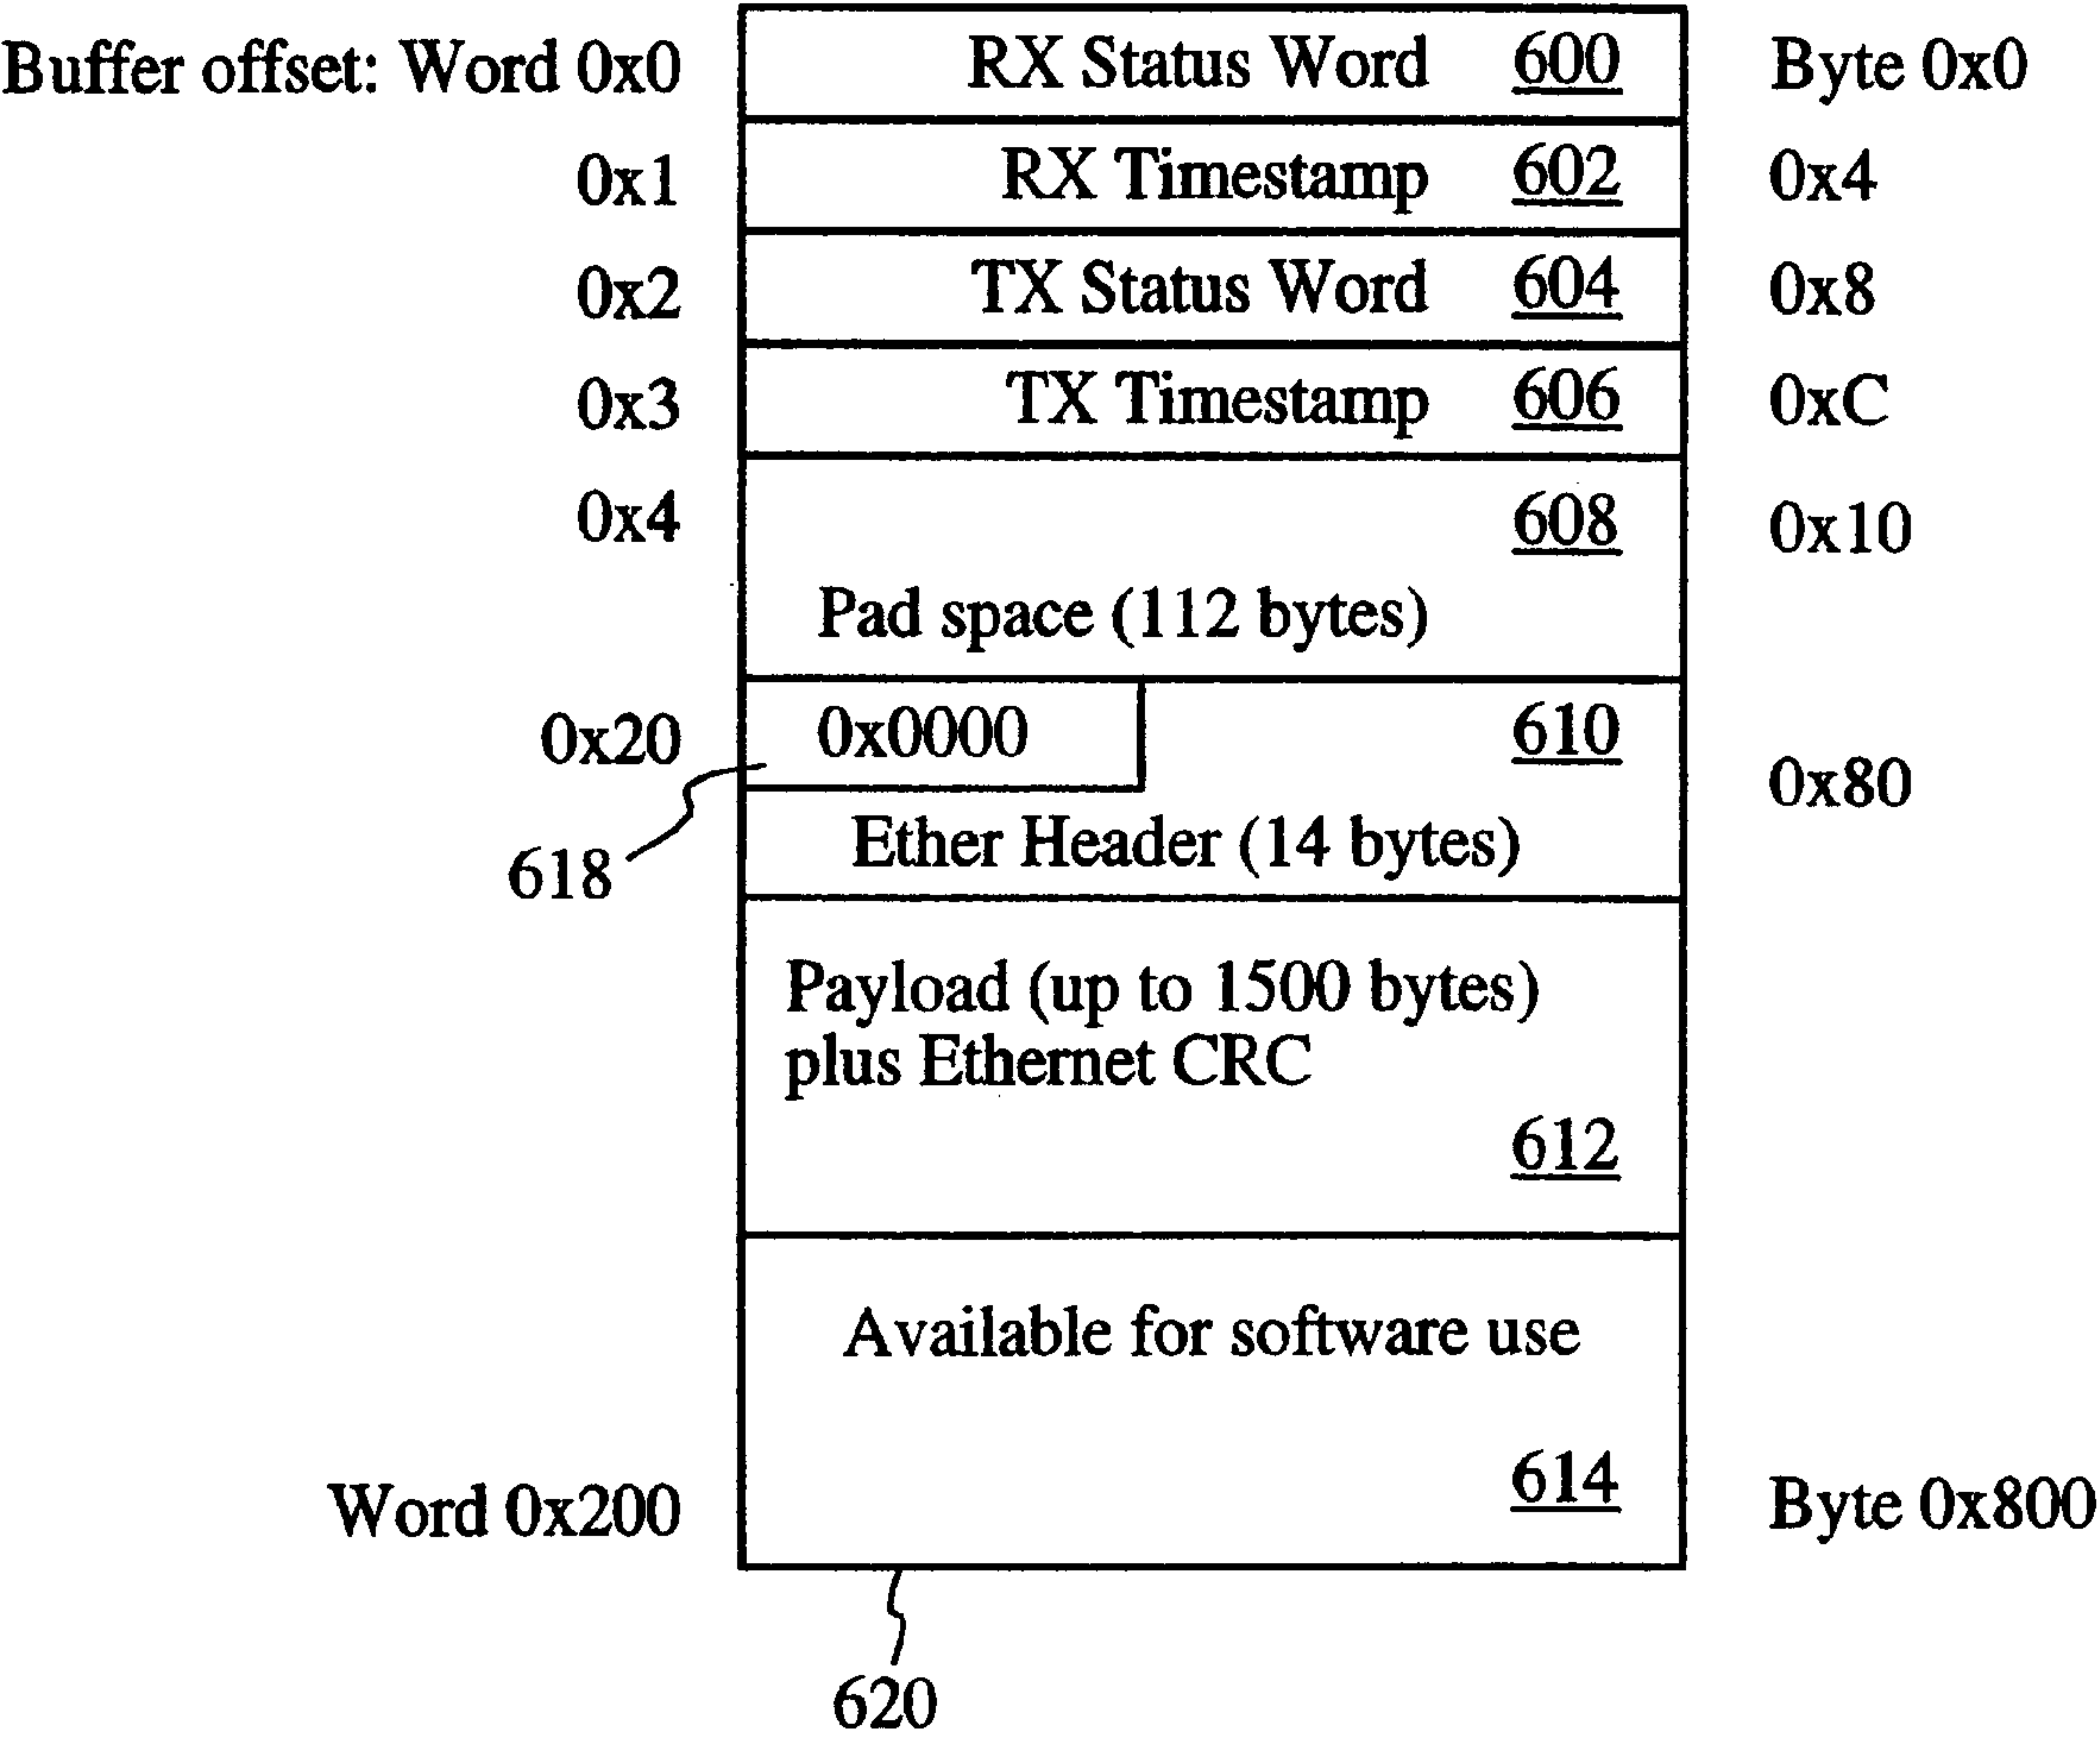 Buffer offset: Word 0x0 RX Status Word 600 Byte 0x0
0x1 RX Timestamp 602 0x4
0x2 TX Status Word 604 0x8
0x3 TX Timestamp 606 0xC
0x4 608 0x10
Pad space (112 bytes)
0x20 0x0000 610
0x80
618 Ether Header (14 bytes)
Payload (up to 1500 bytes)
plus Ethernet CRC
612
Available for software use
Word 0x200 614 Byte 0x800
620